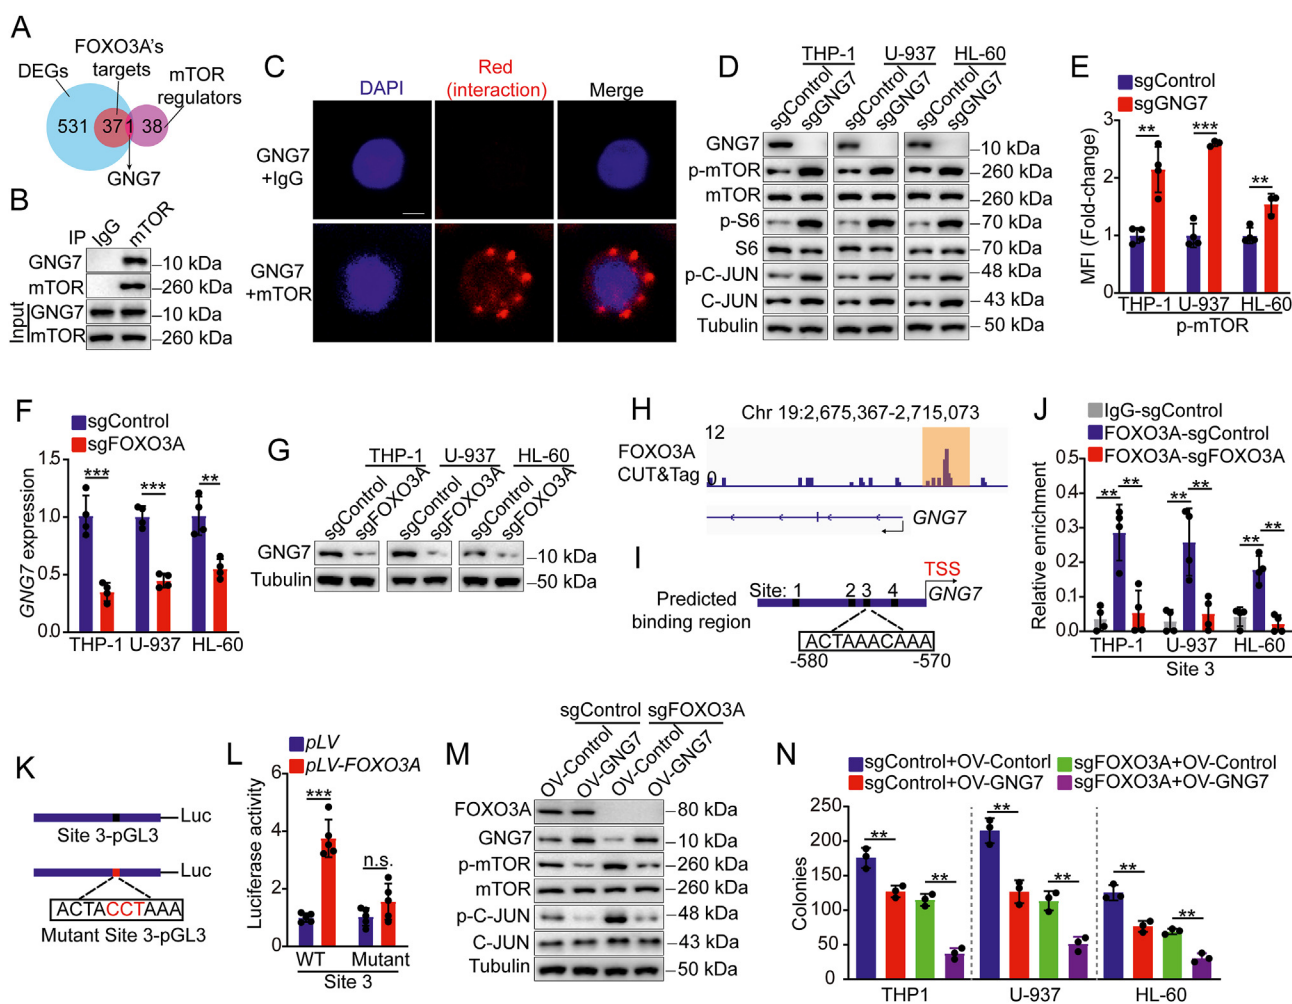 A
FOXO3A's
targets
DEGs
mTOR
regulators
531
37
1
38
GNG7
B
IP
IgG
mTOR
GNG7
10 kDa
mTOR
260 kDa
Input
GNG7
10 kDa
mTOR
260 kDa
C
DAPI
Red
(interaction)
Merge
GNG7
+IgG
GNG7
+mTOR
D
THP-1
U-937
HL-60
sgControl
sgGNG7
sgControl
sgGNG7
sgControl
sgGNG7
GNG7
10 kDa
p-mTOR
260 kDa
mTOR
260 kDa
p-S6
70 kDa
S6
70 kDa
p-C-JUN
48 kDa
C-JUN
43 kDa
Tubulin
50 kDa
E
sgControl
sgGNG7
MFI (Fold-change)
3
2
1
0
**
***
**
THP-1
U-937
HL-60
p-mTOR
F
sgControl
sgFOXO3A
GNG7 expression
1.5
1.0
0.5
0.0
***
***
**
THP-1
U-937
HL-60
G
THP-1
U-937
HL-60
sgControl
sgFOXO3A
sgControl
sgFOXO3A
sgControl
sgFOXO3A
GNG7
10 kDa
Tubulin
50 kDa
H
Chr 19:2,675,367-2,715,073
12
FOXO3A
CUT&Tag
0
GNG7
I
TSS
Site: 1
2
3
4
GNG7
Predicted
binding region
ACTAAACAAA
-580
-570
J
IgG-sgControl
FOXO3A-sgControl
FOXO3A-sgFOXO3A
Relative enrichment
0.5
0.4
0.3
0.2
0.1
0.0
**
**
**
**
**
**
THP-1
U-937
HL-60
Site 3
K
Luc
Site 3-pGL3
Luc
ACTACCTAAA
Mutant Site 3-pGL3
L
pLV
pLV-FOXO3A
Luciferase activity
6
4
2
0
***
n.s.
WT
Mutant
Site 3
M
sgControl
sgFOXO3A
OV-Control
OV-GNG7
OV-Control
OV-GNG7
FOXO3A
80 kDa
GNG7
10 kDa
p-mTOR
260 kDa
mTOR
260 kDa
p-C-JUN
48 kDa
C-JUN
43 kDa
Tubulin
50 kDa
N
sgControl+OV-Contorl
sgFOXO3A+OV-Control
sgControl+OV-GNG7
sgFOXO3A+OV-GNG7
Colonies
250
200
150
100
50
0
**
**
**
**
**
**
THP1
U-937
HL-60